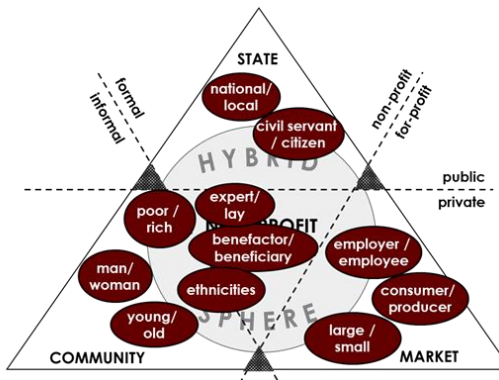 STATE
national/
local
civil servant
/ citizen
formal
informal
non-profit
for-profit
HYBRID
public
private
expert/
lay
poor /
rich
benefactor/
beneficiary
employer /
employee
man/
woman
ethnicities
consumer/
producer
young/
old
SPHERE
large /
small
COMMUNITY
MARKET